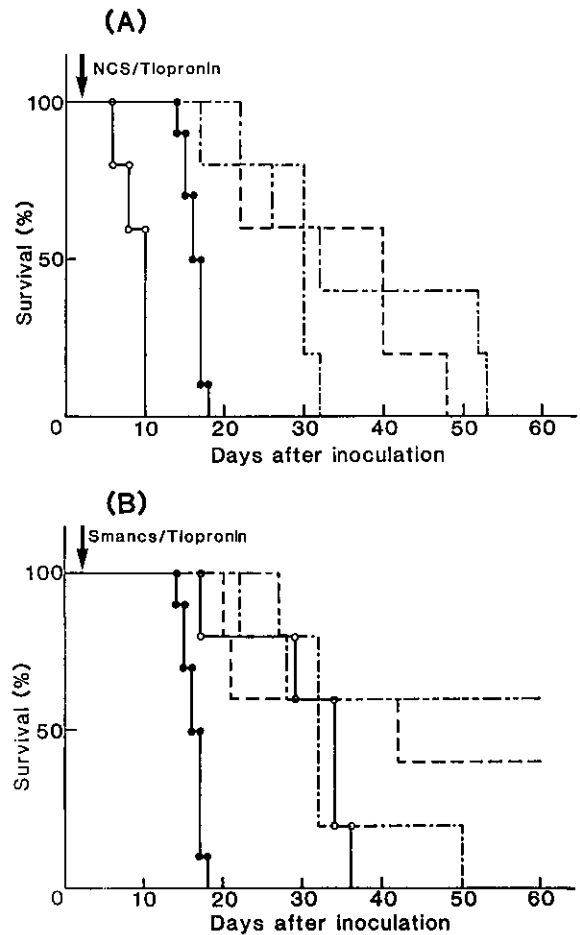 (A)
NCS/Tiopronin
100
50
0
Survival (%)
10 20 30 40 50 60
Days after inoculation
(B)
Smancs/Tiopronin
100
50
0
Survival (%)
10 20 30 40 50 60
Days after inoculation